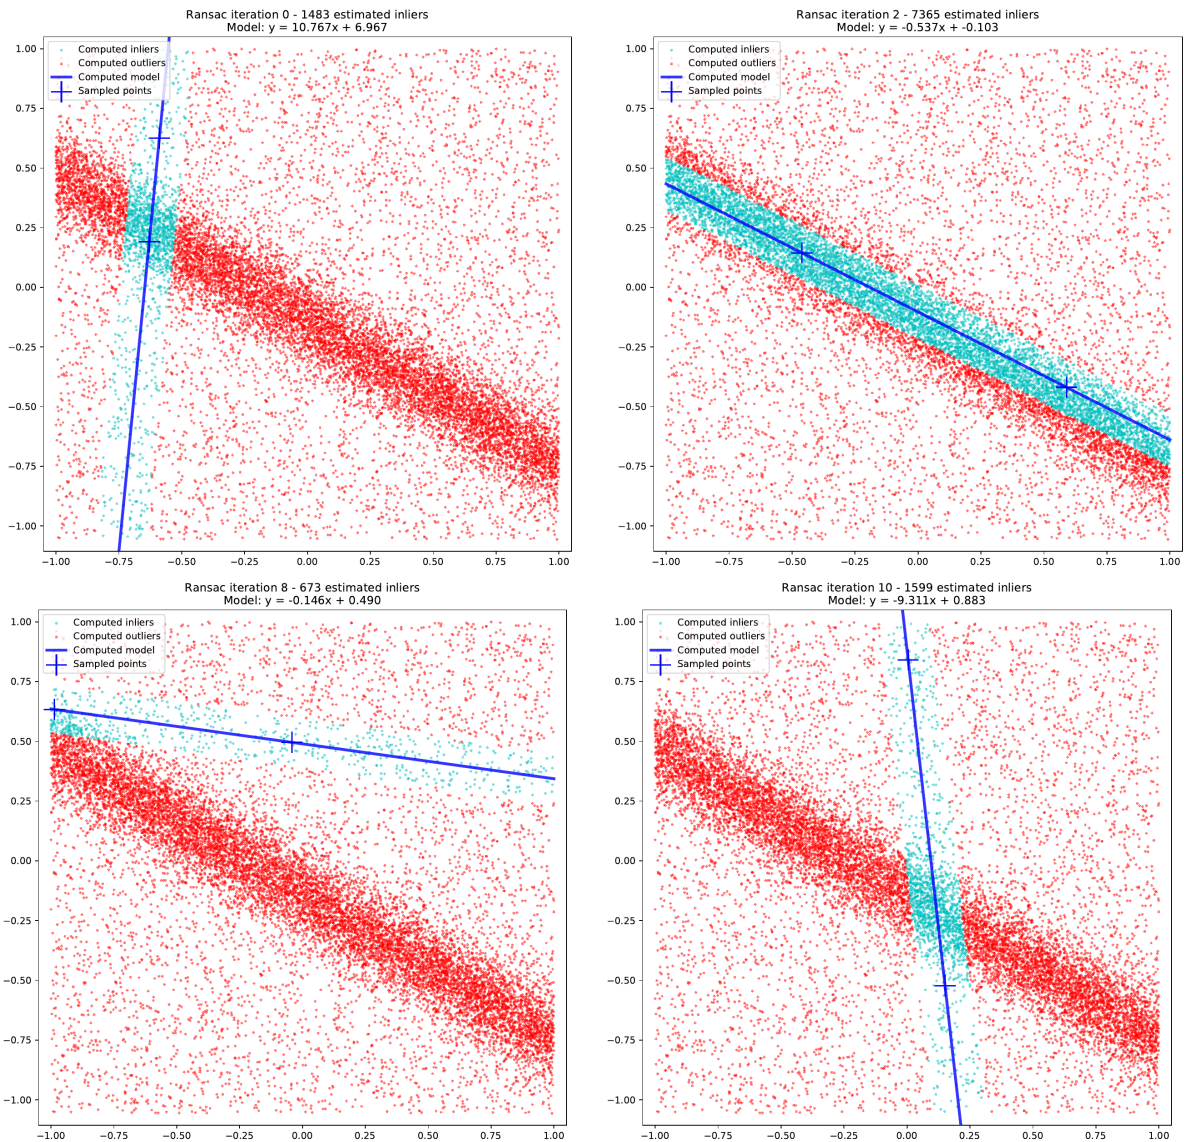 Ransac iteration 0 - 1483 estimated inliers
Model: y = 10.767x + 6.967
Computed inliers
Computed outliers
Computed model
Sampled points
1.00
0.75
0.50
0.25
0.00
−0.25
−0.50
−0.75
−1.00
−1.00 −0.75 −0.50 −0.25 0.00 0.25 0.50 0.75 1.00
Ransac iteration 2 - 7365 estimated inliers
Model: y = -0.537x + -0.103
Computed inliers
Computed outliers
Computed model
Sampled points
1.00
0.75
0.50
0.25
0.00
−0.25
−0.50
−0.75
−1.00
−1.00 −0.75 −0.50 −0.25 0.00 0.25 0.50 0.75 1.00
Ransac iteration 8 - 673 estimated inliers
Model: y = -0.146x + 0.490
Computed inliers
Computed outliers
Computed model
Sampled points
1.00
0.75
0.50
0.25
0.00
−0.25
−0.50
−0.75
−1.00
−1.00 −0.75 −0.50 −0.25 0.00 0.25 0.50 0.75 1.00
Ransac iteration 10 - 1599 estimated inliers
Model: y = -9.311x + 0.883
Computed inliers
Computed outliers
Computed model
Sampled points
1.00
0.75
0.50
0.25
0.00
−0.25
−0.50
−0.75
−1.00
−1.00 −0.75 −0.50 −0.25 0.00 0.25 0.50 0.75 1.00